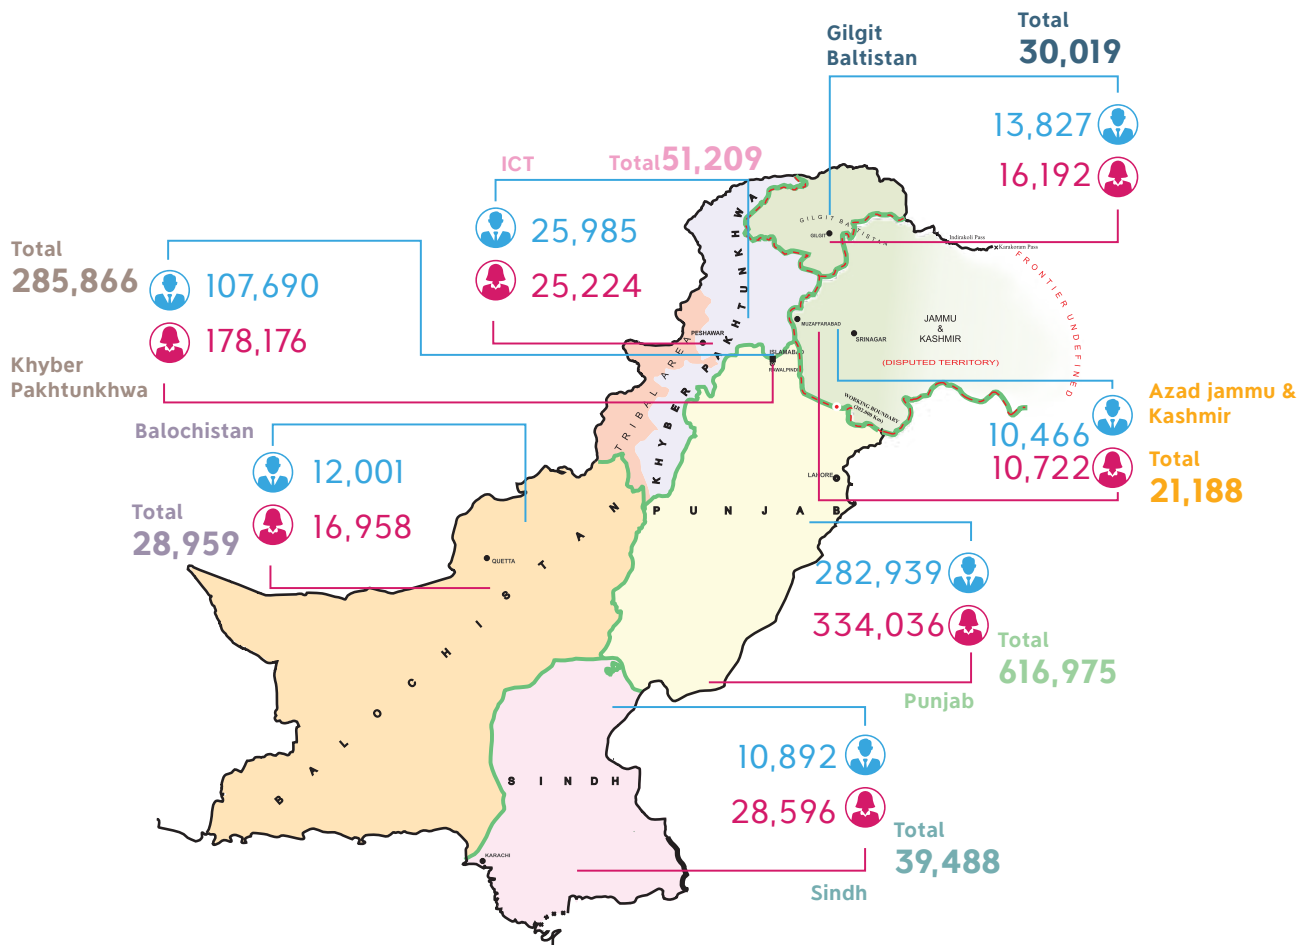 Gilgit
Baltistan
Total
30,019
13,827
16,192
ICT
Total 51,209
25,985
25,224
Total
285,866
107,690
178,176
Khyber
Pakhtunkhwa
Balochistan
12,001
Total
28,959
16,958
Azad jammu &
Kashmir
10,466
10,722
Total
21,188
282,939
334,036
Total
616,975
Punjab
10,892
28,596
Total
39,488
Sindh
GILGIT BALTISTAN
GILGIT
Indirakoli Pass
Karakoram Pass
FRONTIER UNDEFINED
JAMMU
&
KASHMIR
(DISPUTED TERRITORY)
MUZAFFARABAD
SRINAGAR
PESHAWAR
ISLAMABAD
RAWALPINDI
WORKING BOUNDARY
KHYBER PAKHTUNKHWA
TRIBAL AREA
LAHORE
PUNJAB
QUETTA
BALOCHISTAN
SINDH
KARACHI